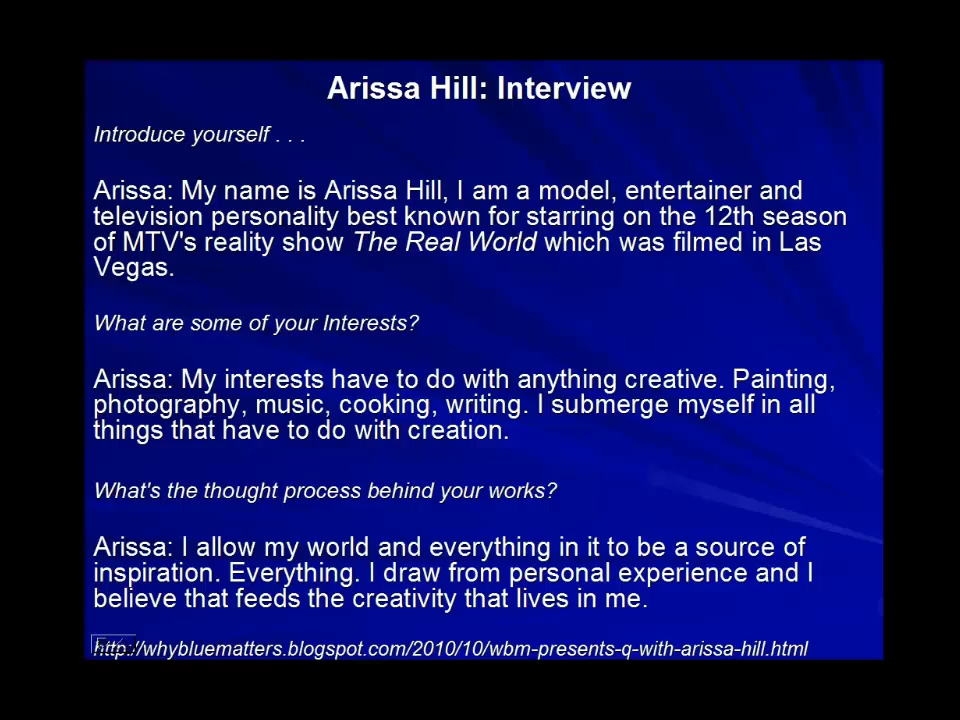 Arissa Hill: Interview
Introduce yourself . . .
Arissa: My name is Arissa Hill, I am a model, entertainer and
television personality best known for starring on the 12th season
of MTV's reality show The Real World which was filmed in Las
Vegas.
What are some of your Interests?
Arissa: My interests have to do with anything creative. Painting,
photography, music, cooking, writing. I submerge myself in all
things that have to do with creation.
What's the thought process behind your works?
Arissa: I allow my world and everything in it to be a source of
inspiration. Everything. I draw from personal experience and I
believe that feeds the creativity that lives in me.
http://whybluematters.blogspot.com/2010/10/wbm-presents-q-with-arissa-hill.html